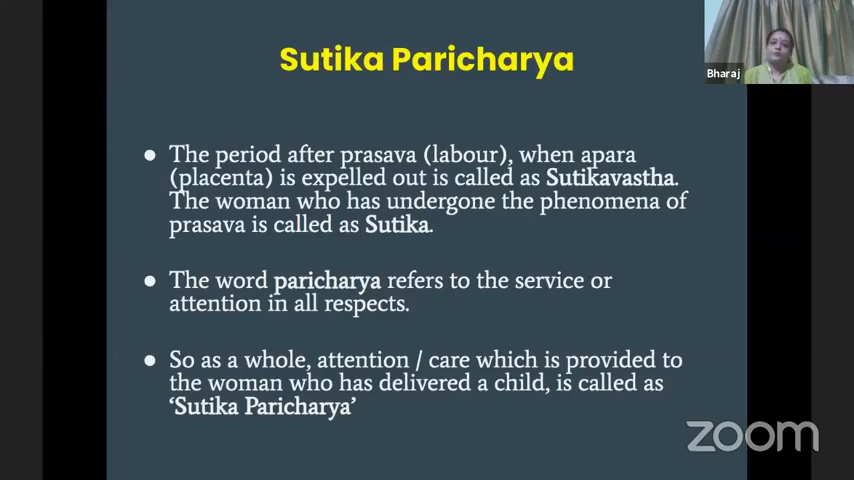 Sutika Paricharya
Bharaj
● The period after prasava (labour), when apara
(placenta) is expelled out is called as Sutikavastha.
The woman who has undergone the phenomena of
prasava is called as Sutika.
● The word paricharya refers to the service or
attention in all respects.
● So as a whole, attention / care which is provided to
the woman who has delivered a child, is called as
‘Sutika Paricharya’
zoom